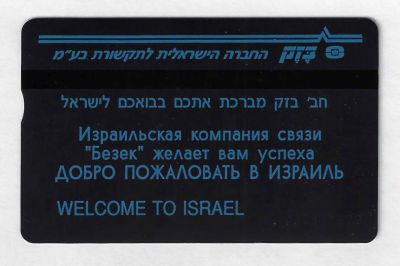 בזק החברה הישראלית לתקשורת בע״מ
חב׳ בזק מברכת אתכם בבואכם לישראל
Израильская компания связи
"Безек" желает вам успеха
ДОБРО ПОЖАЛОВАТЬ В ИЗРАИЛЬ
WELCOME TO ISRAEL